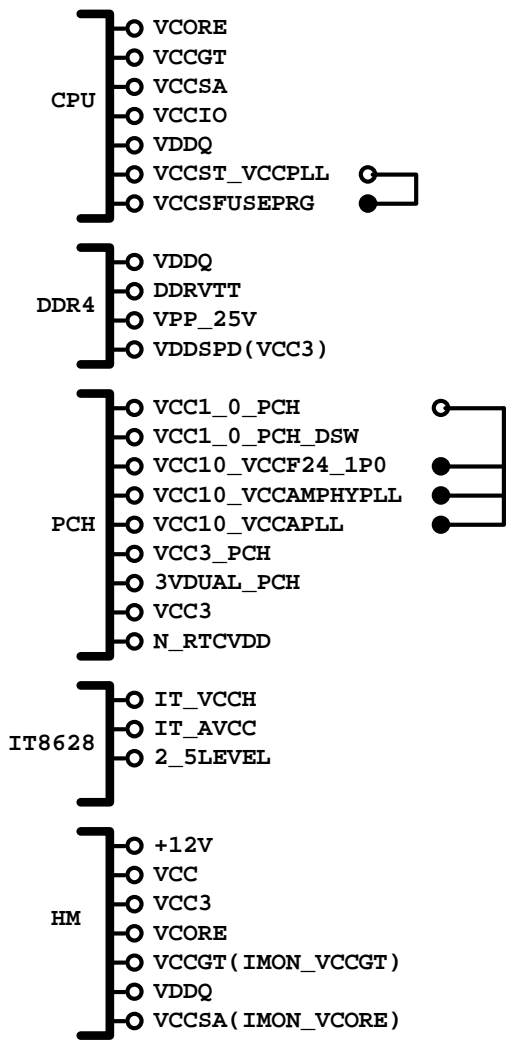 VCORE
VCCGT
VCCSA
CPU
VCCIO
VDDQ
VCCST_VCCPLL
VCCSFUSEPRG
VDDQ
DDR4
DDRVTT
VPP_25V
VDDSPD(VCC3)
VCC1_0_PCH
VCC1_0_PCH_DSW
VCC10_VCCF24_1P0
VCC10_VCCAMPHYPLL
PCH
VCC10_VCCAPLL
VCC3_PCH
3VDUAL_PCH
VCC3
N_RTCVDD
IT_VCCH
IT8628
IT_AVCC
2_5LEVEL
+12V
VCC
VCC3
HM
VCORE
VCCGT(IMON_VCCGT)
VDDQ
VCCSA(IMON_VCORE)